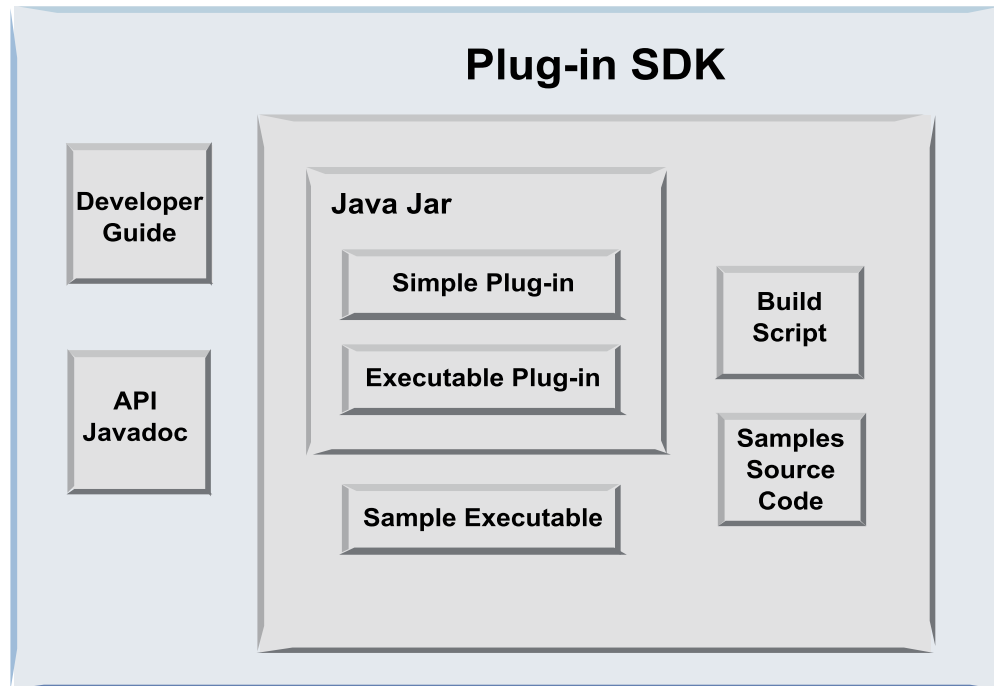 Plug-in SDK
Developer
Guide
API
Javadoc
Java Jar
Simple Plug-in
Executable Plug-in
Sample Executable
Build
Script
Samples
Source
Code